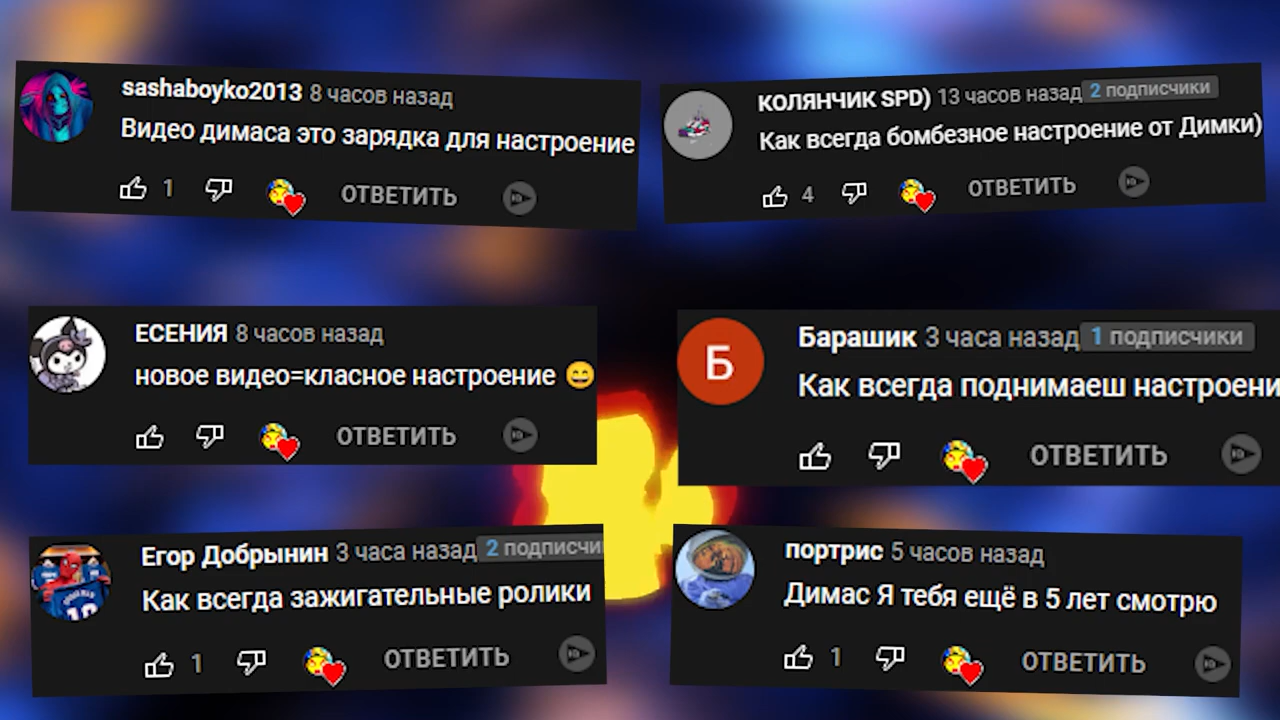 sashaboyko2013 8 часов назад
Видео димаса это зарядка для настроение
1 ОТВЕТИТЬ
КОЛЯНЧИК SPD) 13 часов назад 2 подписчики
Как всегда бомбезное настроение от Димки)
4 ОТВЕТИТЬ
ЕСЕНИЯ 8 часов назад
новое видео=класное настроение 😄
ОТВЕТИТЬ
Б
Барашик 3 часа назад 1 подписчики
Как всегда поднимаеш настроени
ОТВЕТИТЬ
Егор Добрынин 3 часа назад 2 подписчи
Как всегда зажигательные ролики
1 ОТВЕТИТЬ
портрис 5 часов назад
Димас Я тебя ещё в 5 лет смотрю
1 ОТВЕТИТЬ